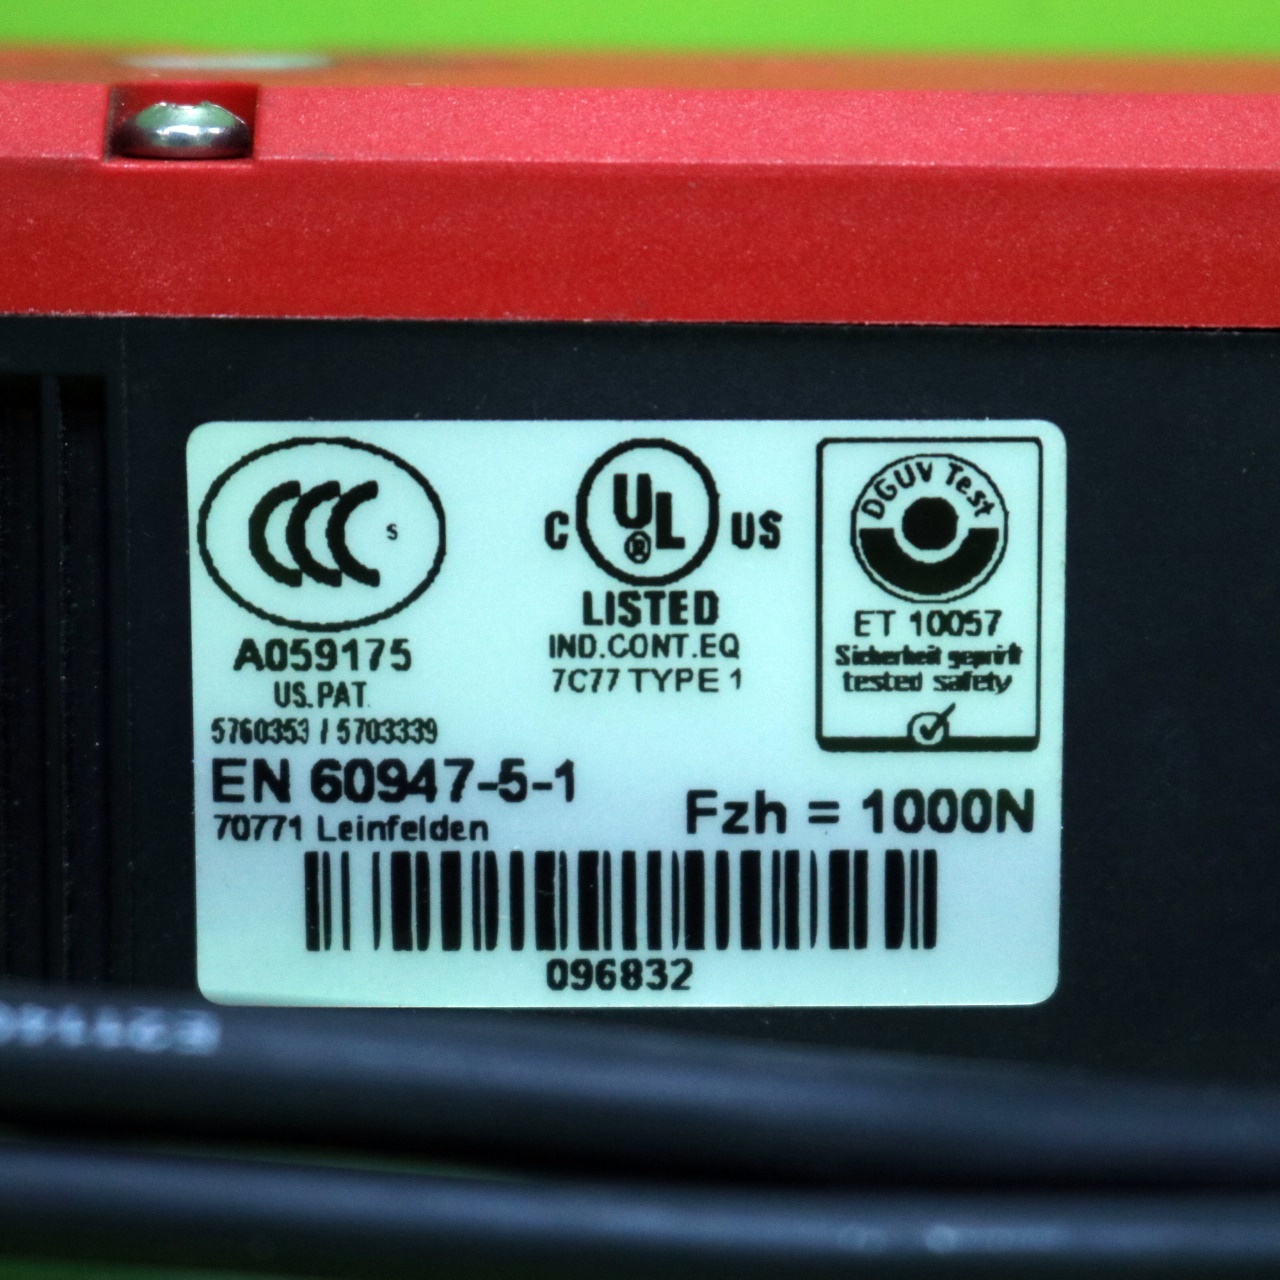 CCC S
A059175
US.PAT.
5760353 / 5703339
EN 60947-5-1
70771 Leinfelden
C UL ® US
LISTED
IND.CONT.EQ
7C77 TYPE 1
DGUV Test
ET 10057
Sicherheit geprüft
tested safety
Fzh = 1000N
096832